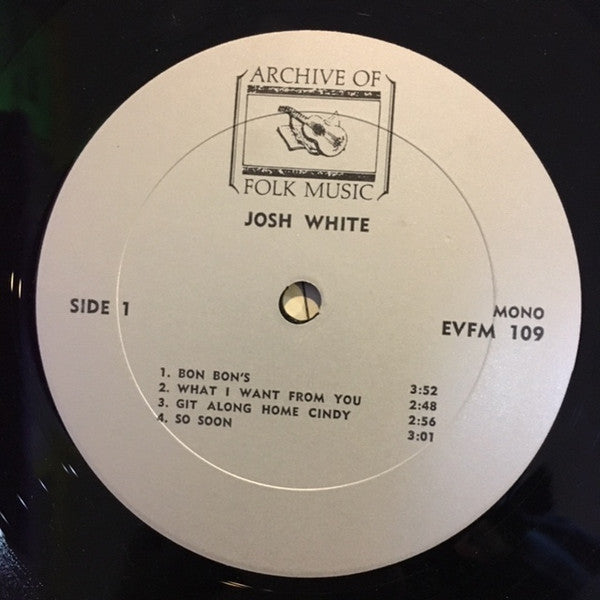 ARCHIVE OF
FOLK MUSIC
JOSH WHITE
SIDE 1
MONO
EVFM 109
1. BON BON'S 3:52
2. WHAT I WANT FROM YOU 2:48
3. GIT ALONG HOME CINDY 2:56
4. SO SOON 3:01